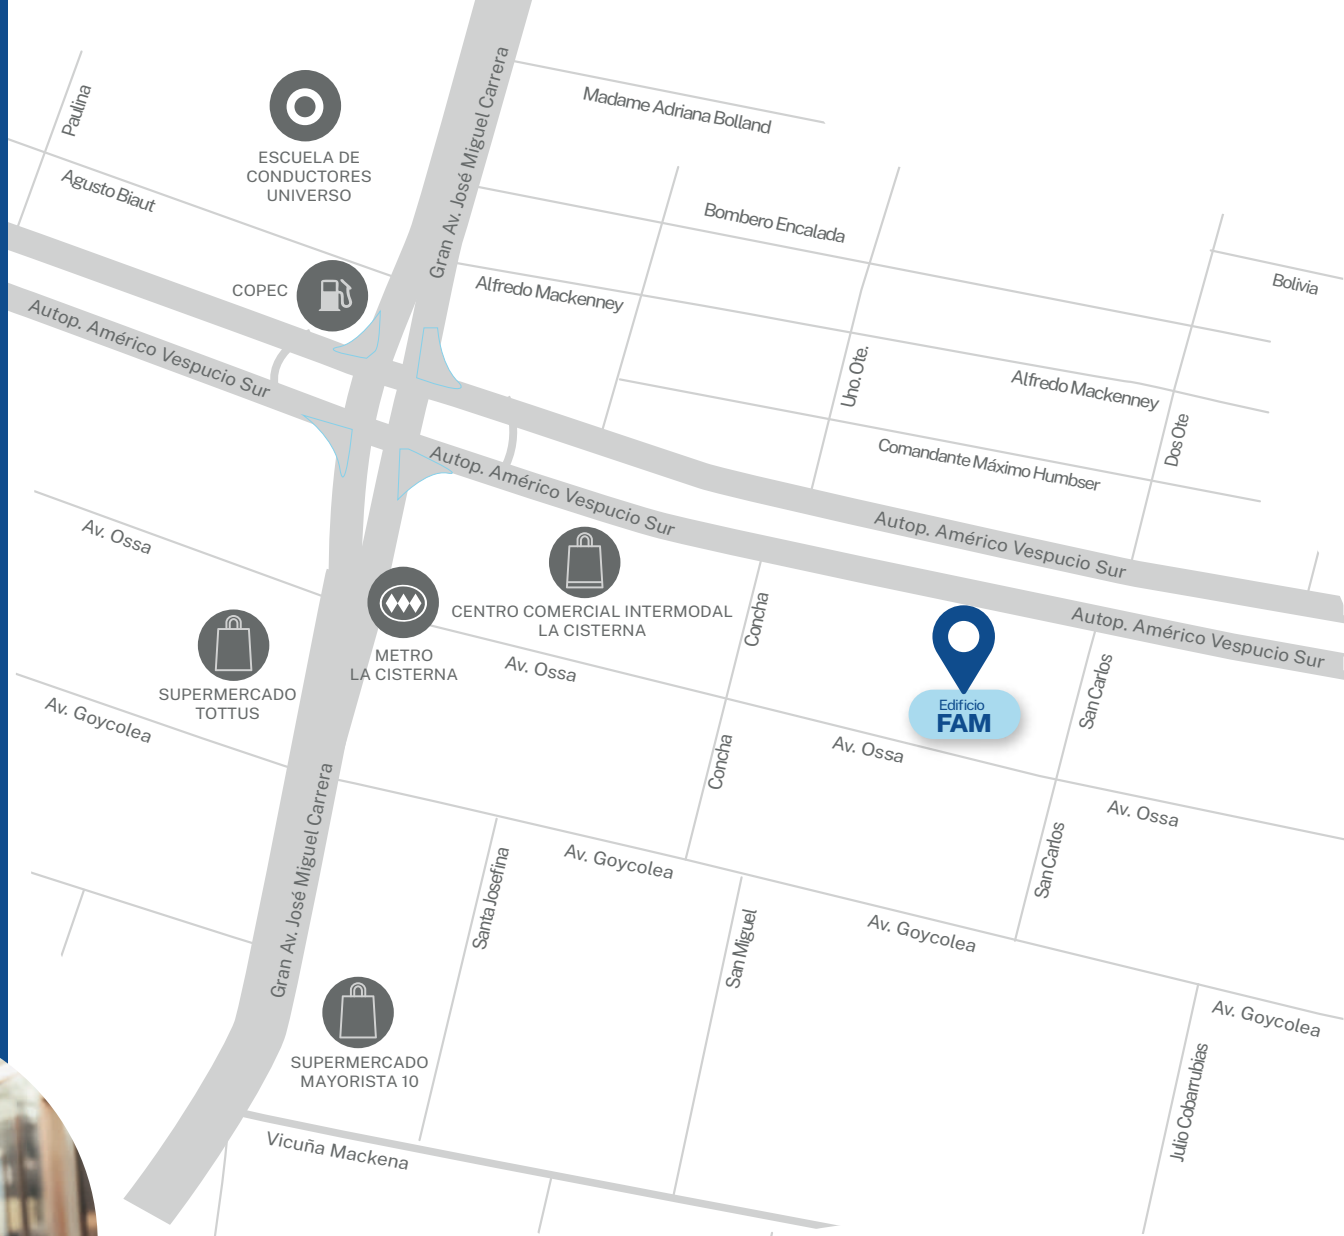 Paulina
Agusto Biaut
ESCUELA DE
CONDUCTORES
UNIVERSO
Gran Av. José Miguel Carrera
Madame Adriana Bolland
Bombero Encalada
Alfredo Mackenney
Bolivia
COPEC
Autop. Américo Vespucio Sur
Uno. Ote.
Alfredo Mackenney
Dos Ote
Comandante Máximo Humbser
Autop. Américo Vespucio Sur
Autop. Américo Vespucio Sur
Av. Ossa
CENTRO COMERCIAL INTERMODAL
LA CISTERNA
Concha
Autop. Américo Vespucio Sur
METRO
LA CISTERNA
Av. Ossa
San Carlos
SUPERMERCADO
TOTTUS
Av. Goycolea
Edificio
FAM
Concha
Av. Ossa
Av. Ossa
Gran Av. José Miguel Carrera
Santa Josefina
Av. Goycolea
San Carlos
San Miguel
Av. Goycolea
Av. Goycolea
SUPERMERCADO
MAYORISTA 10
Julio Cobarrubias
Vicuña Mackena